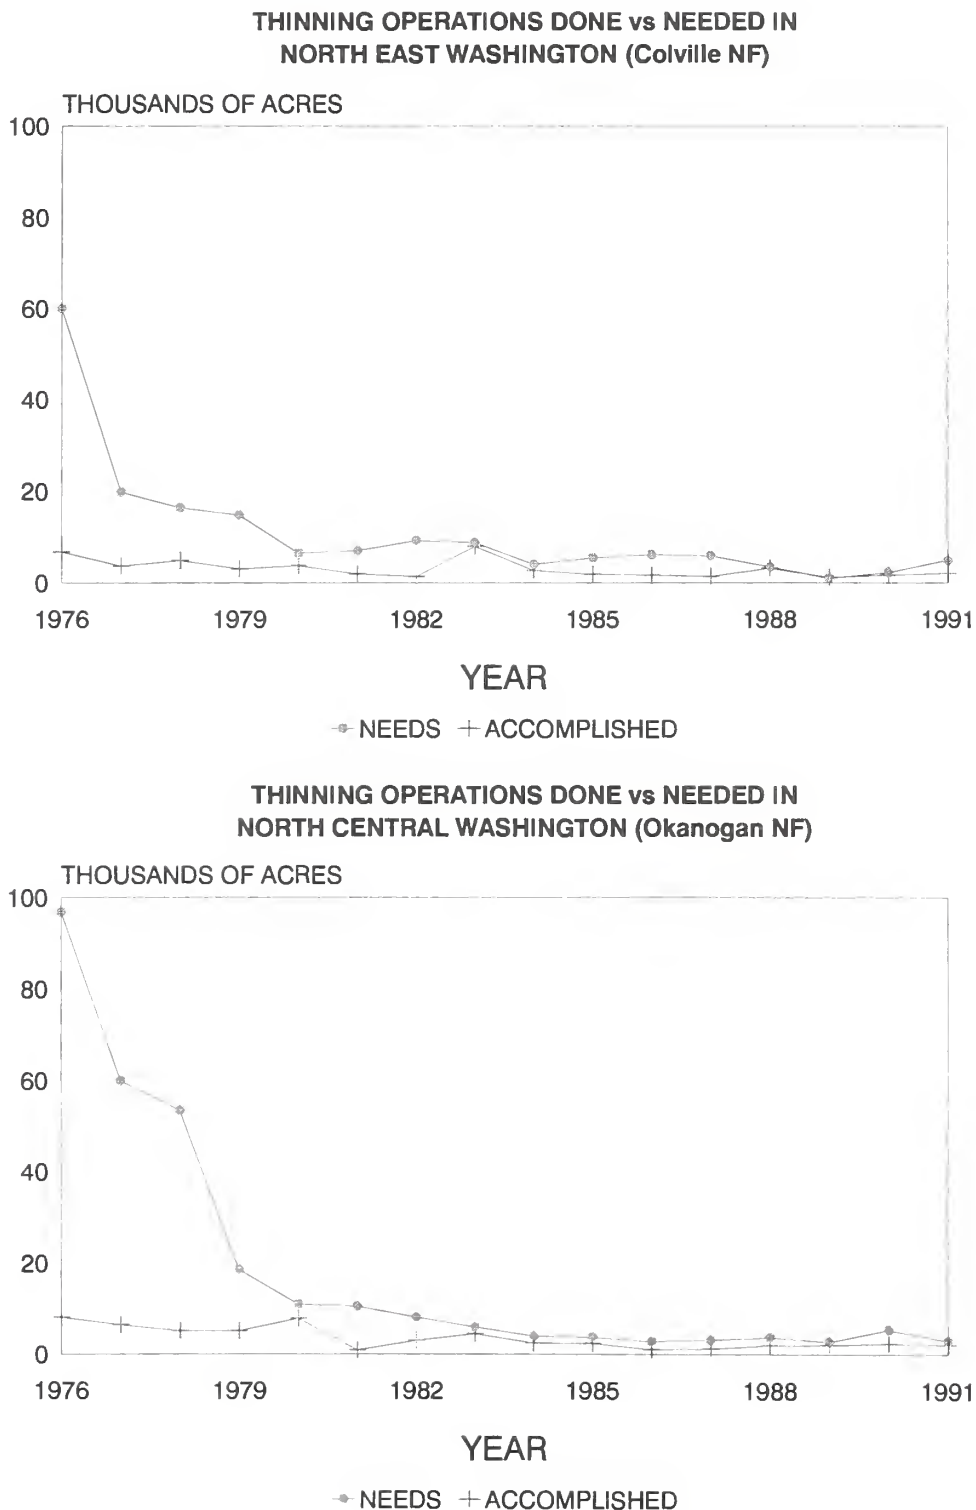 THINNING OPERATIONS DONE vs NEEDED IN
NORTH EAST WASHINGTON (Colville NF)
THOUSANDS OF ACRES
100
80
60
40
20
0
1976 1979 1982 1985 1988 1991
YEAR
NEEDS ACCOMPLISHED
THINNING OPERATIONS DONE vs NEEDED IN
NORTH CENTRAL WASHINGTON (Okanogan NF)
THOUSANDS OF ACRES
100
80
60
40
20
0
1976 1979 1982 1985 1988 1991
YEAR
NEEDS ACCOMPLISHED